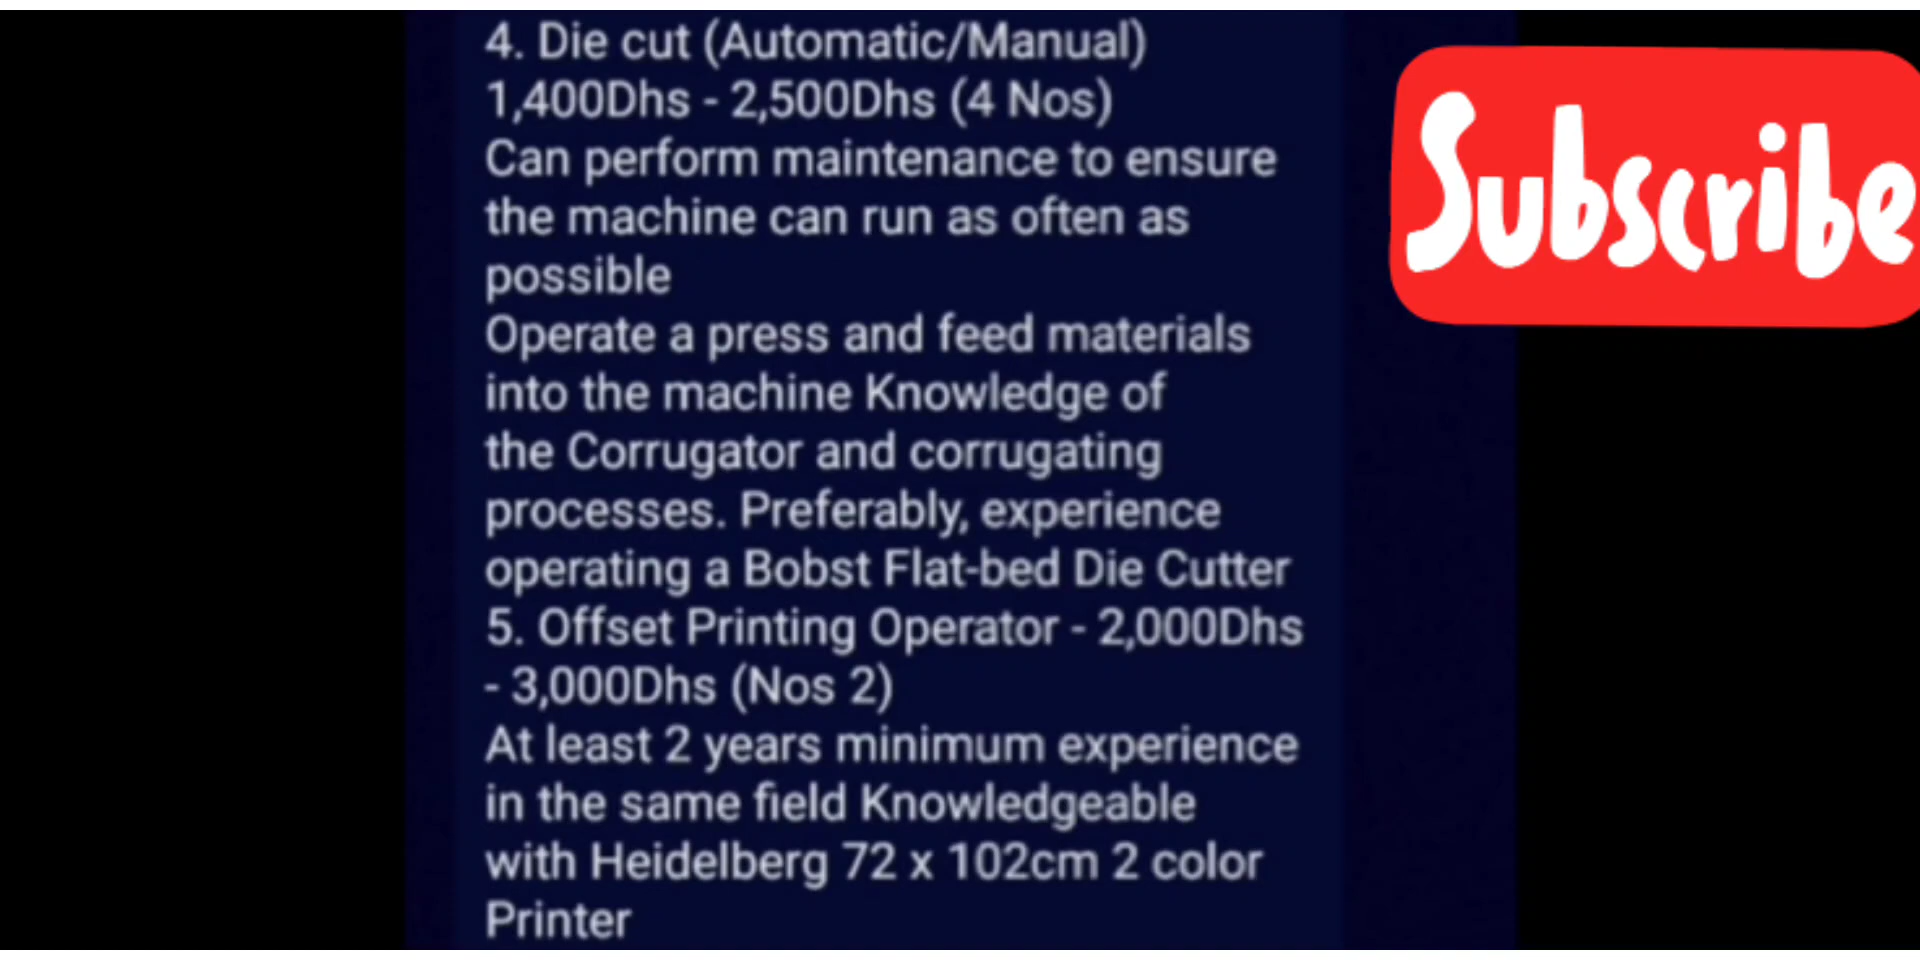 4. Die cut (Automatic/Manual)
1,400Dhs - 2,500Dhs (4 Nos)
Can perform maintenance to ensure
the machine can run as often as
possible
Operate a press and feed materials
into the machine Knowledge of
the Corrugator and corrugating
processes. Preferably, experience
operating a Bobst Flat-bed Die Cutter
5. Offset Printing Operator - 2,000Dhs
- 3,000Dhs (Nos 2)
At least 2 years minimum experience
in the same field Knowledgeable
with Heidelberg 72 x 102cm 2 color
Printer
Subscribe